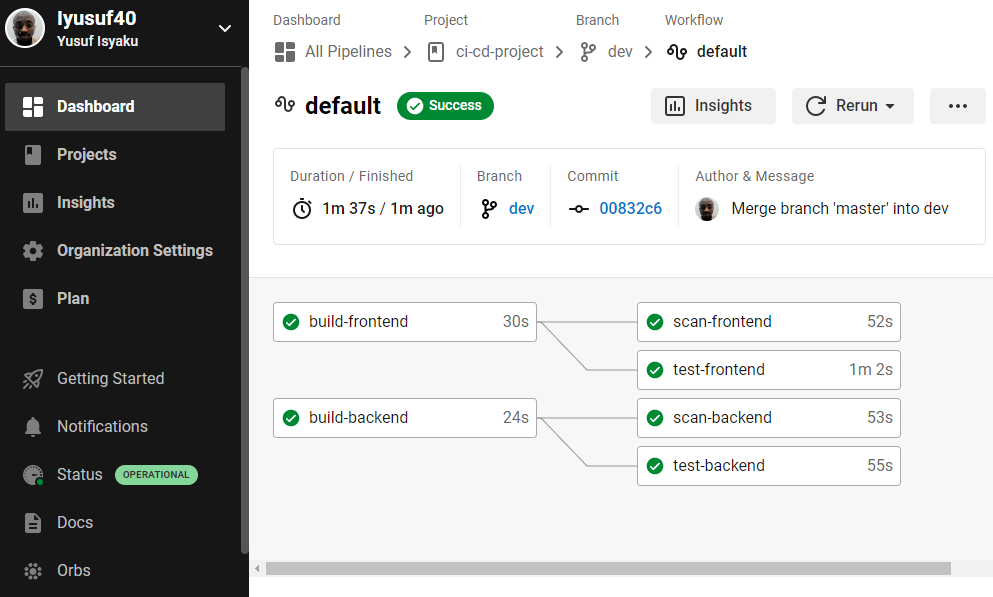 Iyusuf40
Yusuf Isyaku
Dashboard
Projects
Insights
Organization Settings
Plan
Getting Started
Notifications
Status OPERATIONAL
Docs
Orbs
Dashboard Project Branch Workflow
All Pipelines ci-cd-project dev default
default Success Insights Rerun
Duration / Finished Branch Commit Author & Message
1m 37s / 1m ago dev 00832c6 Merge branch 'master' into dev
build-frontend 30s scan-frontend 52s
test-frontend 1m 2s
build-backend 24s scan-backend 53s
test-backend 55s